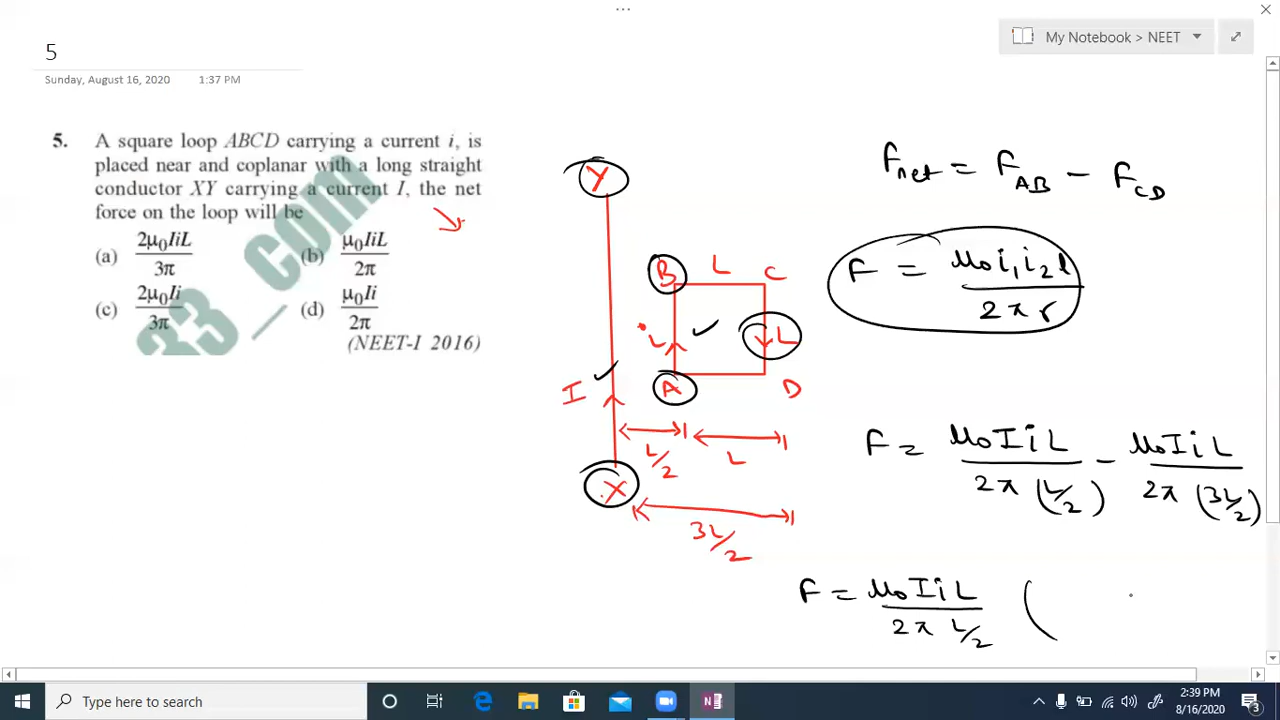 ...
My Notebook > NEET
5
Sunday, August 16, 2020 1:37 PM
5. A square loop ABCD carrying a current i, is
placed near and coplanar with a long straight
conductor XY carrying a current I, the net
force on the loop will be
(a) 2μ₀IiL/3π (b) μ₀IiL/2π
(c) 2μ₀Ii/3π (d) μ₀Ii/2π
(NEET-I 2016)
33_com
Y
B L C
i L
A D
I
L/2 L
X
3L/2
Fnet = FAB - FCD
F = μ₀i₁i₂l/2πr
F = μ₀IiL/2π(L/2) - μ₀IiL/2π(3L/2)
F = μ₀IiL/2πL/2 (
Type here to search
2:39 PM
8/16/2020
3